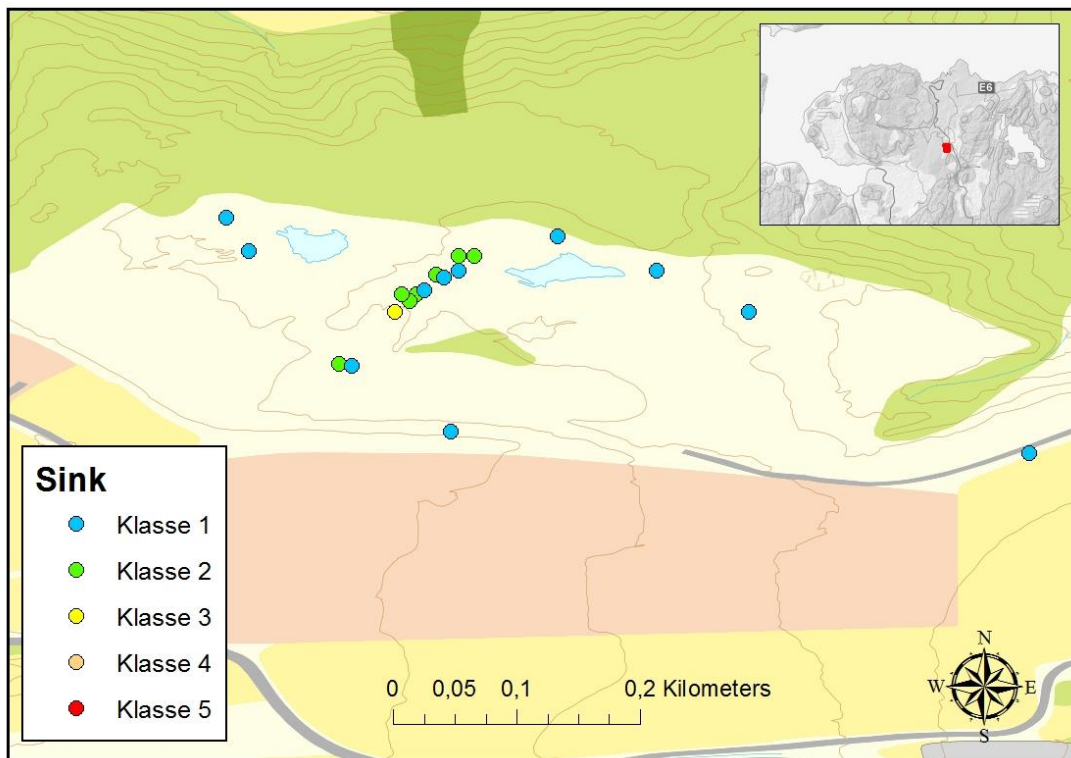 E6
Sink
Klasse 1
Klasse 2
Klasse 3
Klasse 4
Klasse 5
0 0,05 0,1 0,2 Kilometers
N
W E
S